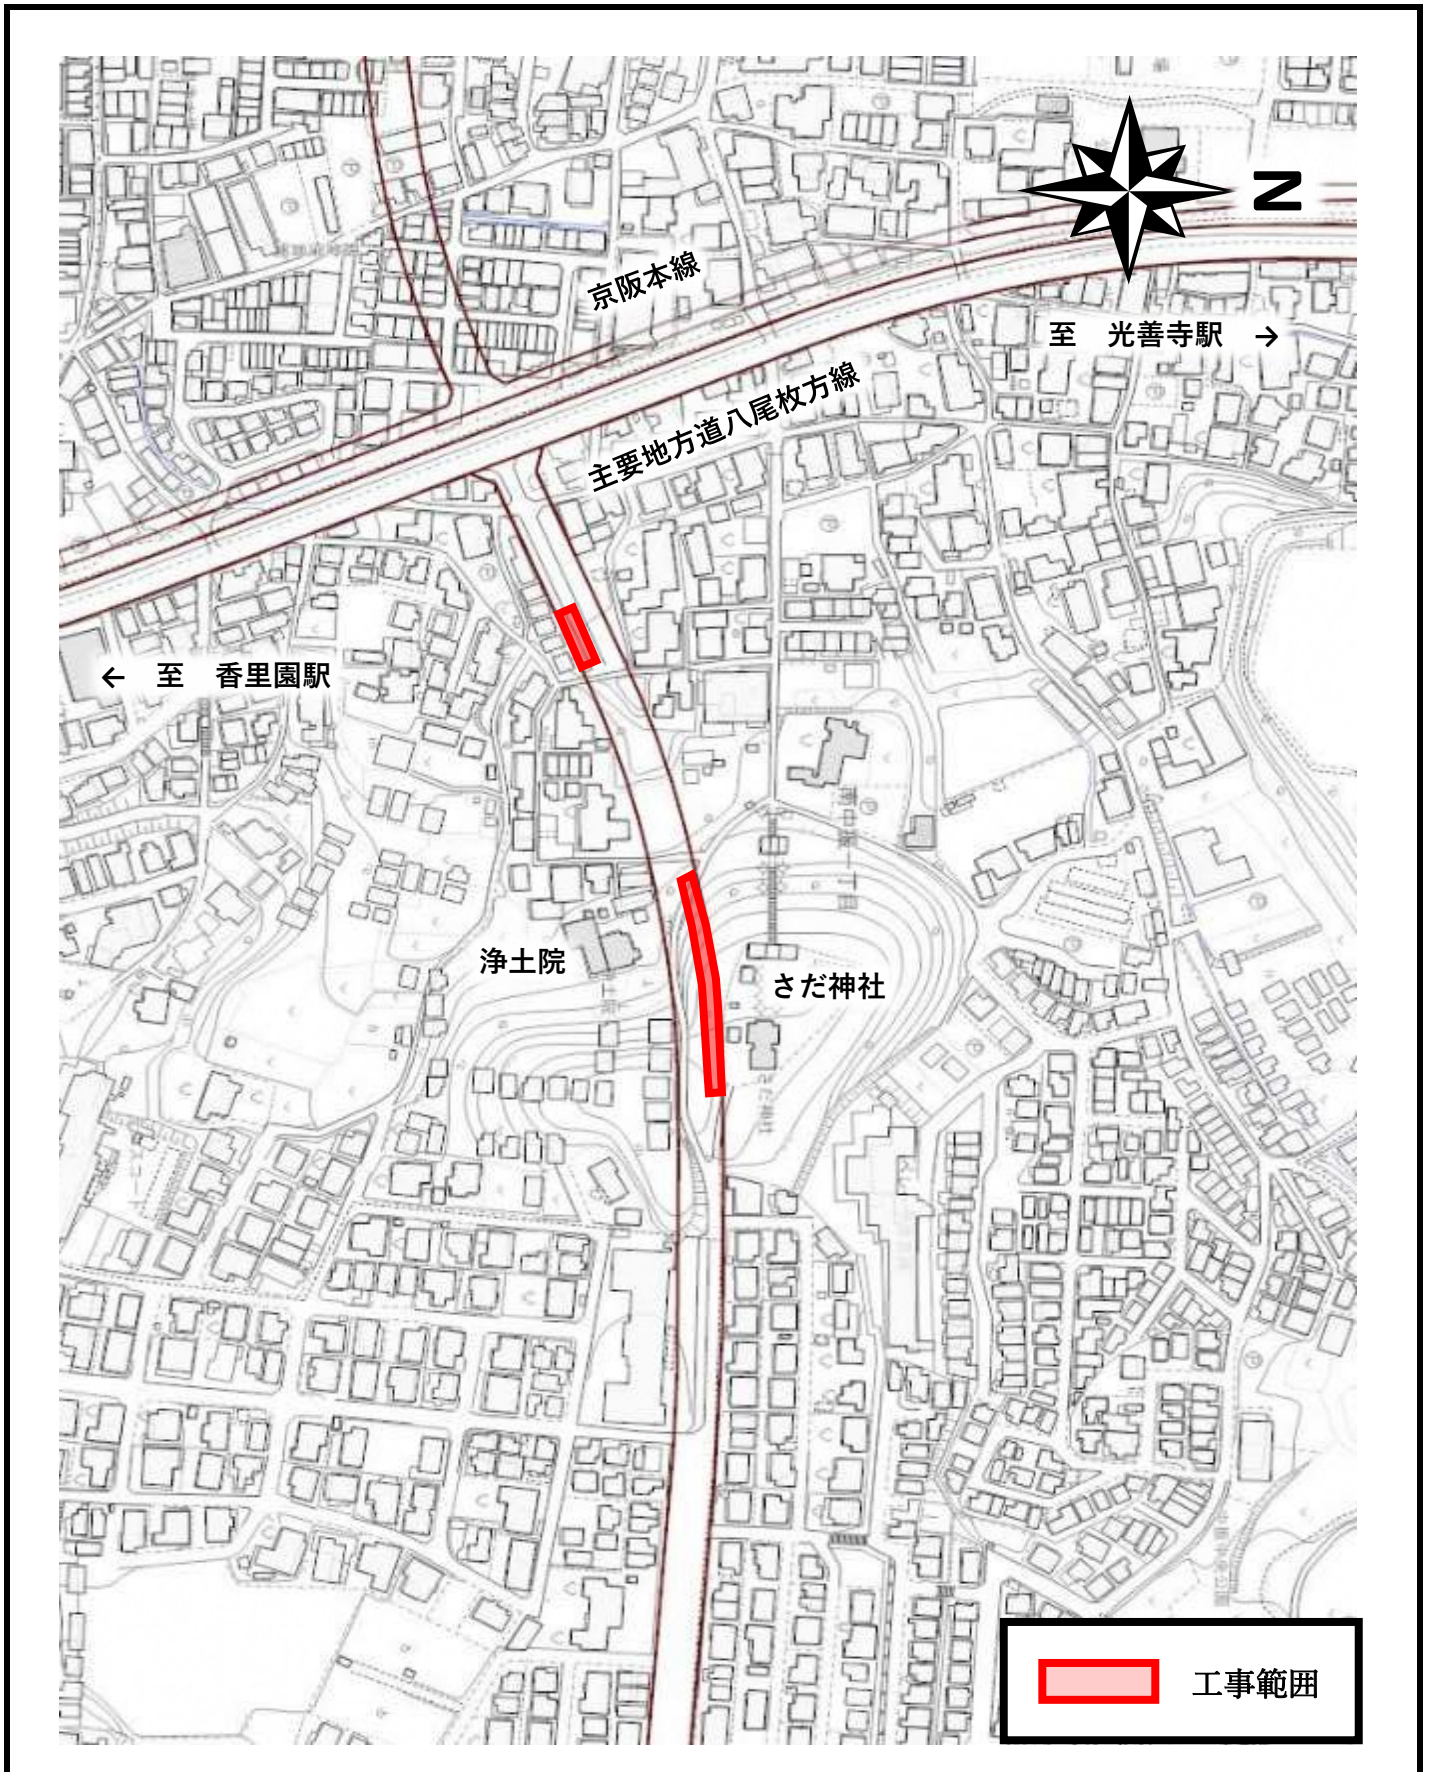 N
京阪本線
至　光善寺駅　→
主要地方道八尾枚方線
←　至　香里園駅
浄土院
さだ神社
工事範囲